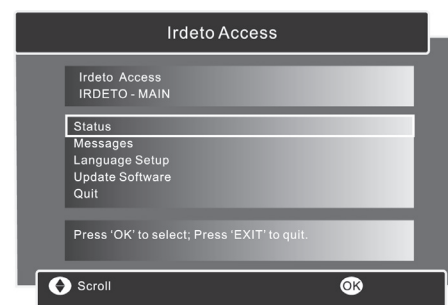 Irdeto Access
Irdeto Access
IRDETO - MAIN
Status
Messages
Language Setup
Update Software
Quit
Press ‘OK’ to select; Press ‘EXIT’ to quit.
Scroll
OK